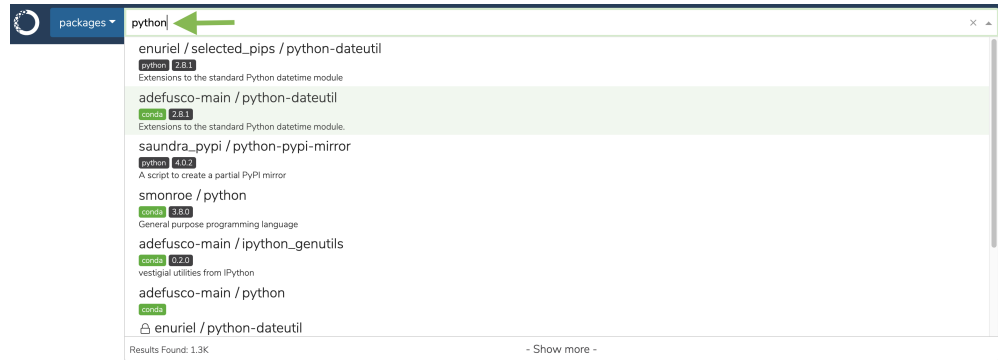 packages
python
enuriel / selected_pips / python-dateutil
python 2.8.1
Extensions to the standard Python datetime module
adefusco-main / python-dateutil
conda 2.8.1
Extensions to the standard Python datetime module.
saundra_pypi / python-pypi-mirror
python 4.0.2
A script to create a partial PyPI mirror
smonroe / python
conda 3.8.0
General purpose programming language
adefusco-main / ipython_genutils
conda 0.2.0
vestigial utilities from IPython
adefusco-main / python
conda
enuriel / python-dateutil
Results Found: 1.3K - Show more -